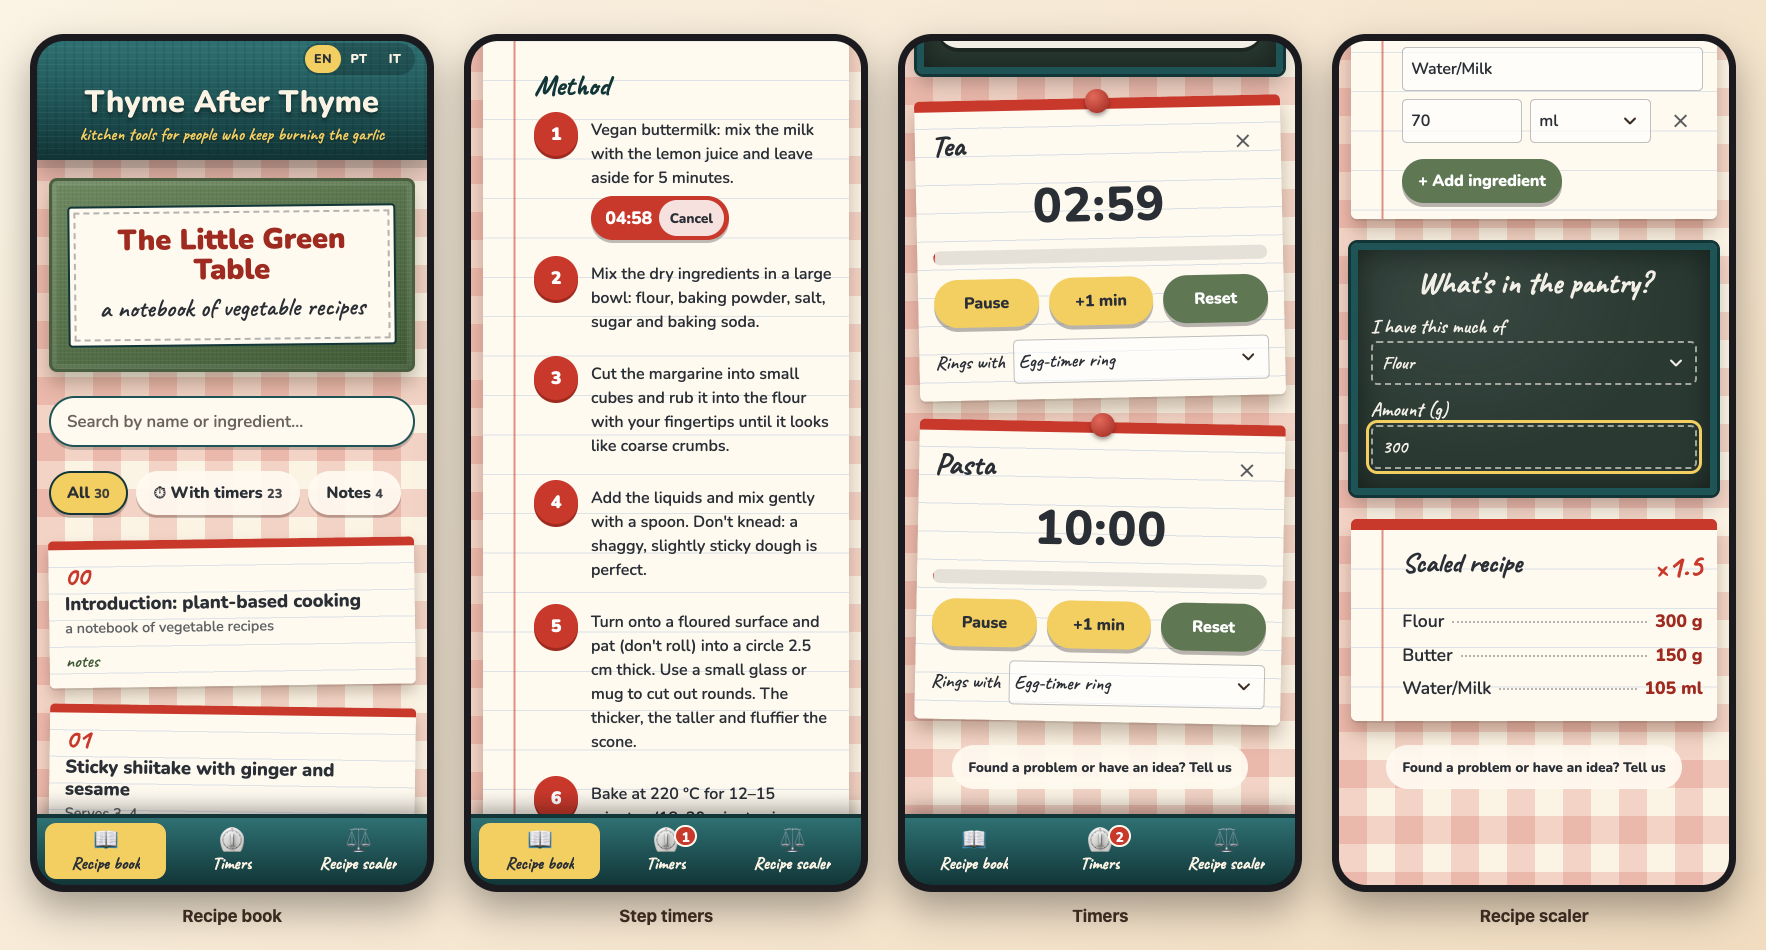 EN PT IT
Thyme After Thyme
kitchen tools for people who keep burning the garlic
The Little Green
Table
a notebook of vegetable recipes
Search by name or ingredient...
All 30
With timers 23
Notes 4
00
Introduction: plant-based cooking
a notebook of vegetable recipes
notes
01
Sticky shiitake with ginger and
sesame
Serves 3-4
Recipe book
Timers
Recipe scaler
Recipe book
Method
1
Vegan buttermilk: mix the milk
with the lemon juice and leave
aside for 5 minutes.
04:58 Cancel
2
Mix the dry ingredients in a large
bowl: flour, baking powder, salt,
sugar and baking soda.
3
Cut the margarine into small
cubes and rub it into the flour
with your fingertips until it looks
like coarse crumbs.
4
Add the liquids and mix gently
with a spoon. Don't knead: a
shaggy, slightly sticky dough is
perfect.
5
Turn onto a floured surface and
pat (don't roll) into a circle 2.5
cm thick. Use a small glass or
mug to cut out rounds. The
thicker, the taller and fluffier the
scone.
6
Bake at 220 °C for 12–15
Recipe book
1
Timers
Recipe scaler
Step timers
Tea
02:59
Pause
+1 min
Reset
Rings with Egg-timer ring
Pasta
10:00
Pause
+1 min
Reset
Rings with Egg-timer ring
Found a problem or have an idea? Tell us
Recipe book
2
Timers
Recipe scaler
Timers
Water/Milk
70
ml
+ Add ingredient
What's in the pantry?
I have this much of
Flour
Amount (g)
300
Scaled recipe
×1.5
Flour 300 g
Butter 150 g
Water/Milk 105 ml
Found a problem or have an idea? Tell us
Recipe scaler